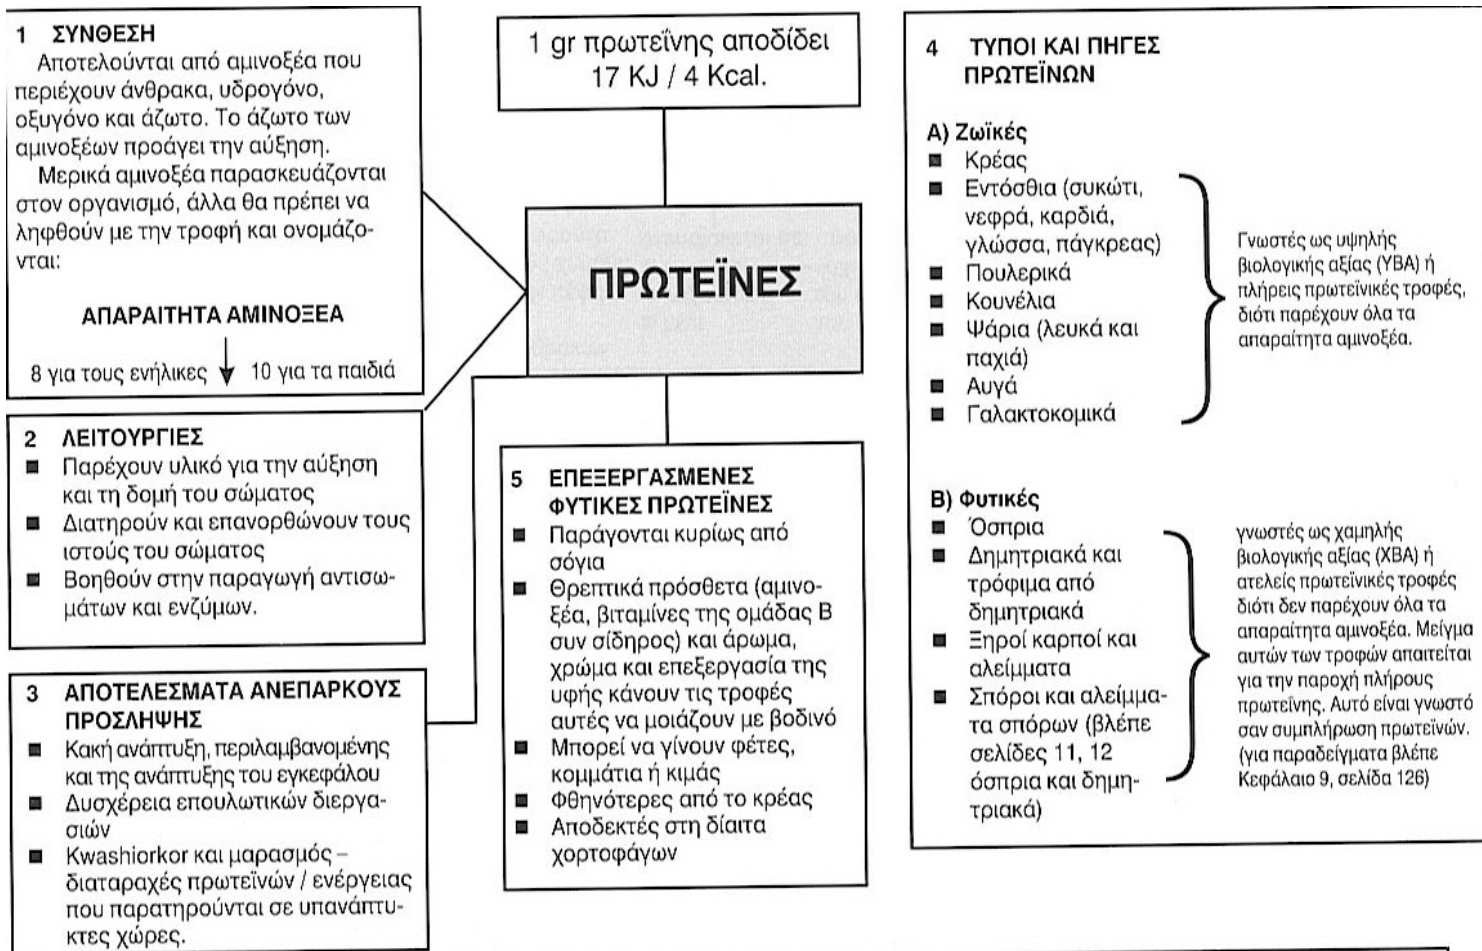 1 ΣΥΝΘΕΣΗ
Αποτελούνται από αμινοξέα που
περιέχουν άνθρακα, υδρογόνο,
οξυγόνο και άζωτο. Το άζωτο των
αμινοξέων προάγει την αύξηση.
Μερικά αμινοξέα παρασκευάζονται
στον οργανισμό, άλλα θα πρέπει να
ληφθούν με την τροφή και ονομάζο-
νται:
ΑΠΑΡΑΙΤΗΤΑ ΑΜΙΝΟΞΕΑ
8 για τους ενήλικες 10 για τα παιδιά
2 ΛΕΙΤΟΥΡΓΙΕΣ
■ Παρέχουν υλικό για την αύξηση
και τη δομή του σώματος
■ Διατηρούν και επανορθώνουν τους
ιστούς του σώματος
■ Βοηθούν στην παραγωγή αντισω-
μάτων και ενζύμων.
3 ΑΠΟΤΕΛΕΣΜΑΤΑ ΑΝΕΠΑΡΚΟΥΣ
ΠΡΟΣΛΗΨΗΣ
■ Κακή ανάπτυξη, περιλαμβανομένης
και της ανάπτυξης του εγκεφάλου
■ Δυσχέρεια επουλωτικών διεργα-
σιών
■ Kwashiorkor και μαρασμός –
διαταραχές πρωτεϊνών / ενέργειας
που παρατηρούνται σε υπανάπτυ-
κτες χώρες.
1 gr πρωτεΐνης αποδίδει
17 KJ / 4 Kcal.
ΠΡΩΤΕΪΝΕΣ
5 ΕΠΕΞΕΡΓΑΣΜΕΝΕΣ
ΦΥΤΙΚΕΣ ΠΡΩΤΕΪΝΕΣ
■ Παράγονται κυρίως από
σόγια
■ Θρεπτικά πρόσθετα (αμινο-
ξέα, βιταμίνες της ομάδας Β
συν σίδηρος) και άρωμα,
χρώμα και επεξεργασία της
υφής κάνουν τις τροφές
αυτές να μοιάζουν με βοδινό
■ Μπορεί να γίνουν φέτες,
κομμάτια ή κιμάς
■ Φθηνότερες από το κρέας
■ Αποδεκτές στη δίαιτα
χορτοφάγων
4 ΤΥΠΟΙ ΚΑΙ ΠΗΓΕΣ
ΠΡΩΤΕΪΝΩΝ
Α) Ζωϊκές
■ Κρέας
■ Εντόσθια (συκώτι,
νεφρά, καρδιά,
γλώσσα, πάγκρεας)
■ Πουλερικά
■ Κουνέλια
■ Ψάρια (λευκά και
παχιά)
■ Αυγά
■ Γαλακτοκομικά
Γνωστές ως υψηλής
βιολογικής αξίας (ΥΒΑ) ή
πλήρεις πρωτεϊνικές τροφές,
διότι παρέχουν όλα τα
απαραίτητα αμινοξέα.
Β) Φυτικές
■ Όσπρια
■ Δημητριακά και
τρόφιμα από
δημητριακά
■ Ξηροί καρποί και
αλείμματα
■ Σπόροι και αλείμμα-
τα σπόρων (βλέπε
σελίδες 11, 12
όσπρια και δημη-
τριακά)
γνωστές ως χαμηλής
βιολογικής αξίας (ΧΒΑ) ή
ατελείς πρωτεϊνικές τροφές
διότι δεν παρέχουν όλα τα
απαραίτητα αμινοξέα. Μείγμα
αυτών των τροφών απαιτείται
για την παροχή πλήρους
πρωτεΐνης. Αυτό είναι γνωστό
σαν συμπλήρωση πρωτεϊνών.
(για παραδείγματα βλέπε
Κεφάλαιο 9, σελίδα 126)